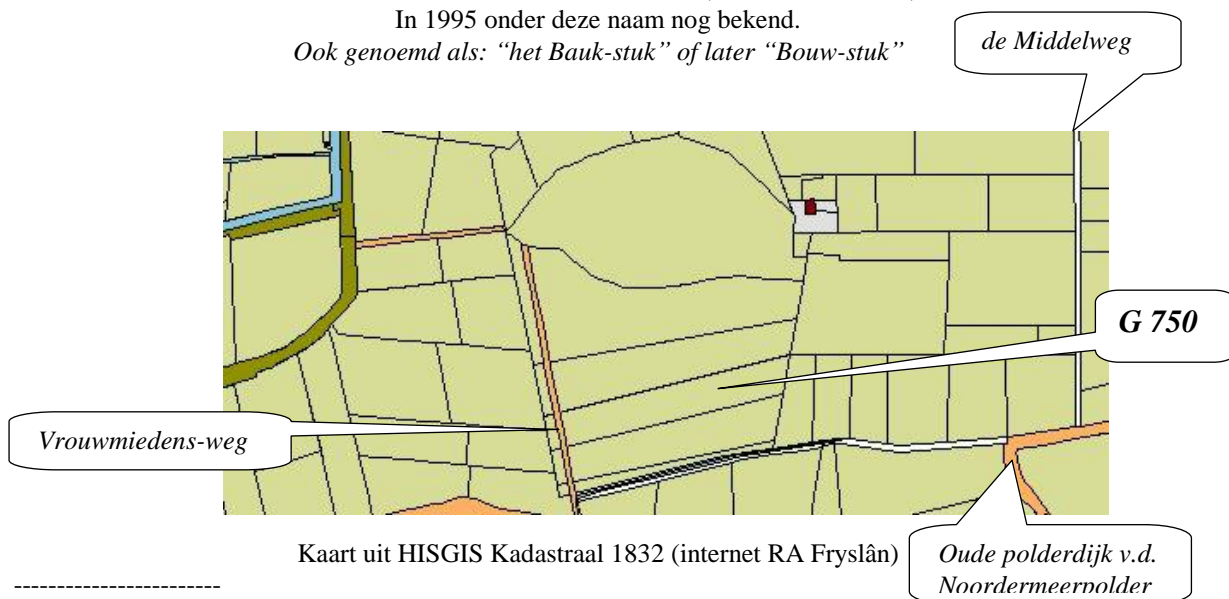 In 1995 onder deze naam nog bekend.
Ook genoemd als: “het Bauk-stuk” of later “Bouw-stuk”
de Middelweg
G 750
Vrouwmiedens-weg
Kaart uit HISGIS Kadastraal 1832 (internet RA Fryslân)
Oude polderdijk v.d.
Noordermeerpolder
------------------------